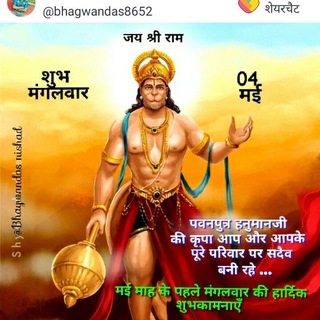 @bhagwandas8652
शेयरचैट
जय श्री राम
शुभ
मंगलवार
04
मई
पवनपुत्र हनुमानजी
की कृपा आप और आपके
पूरे परिवार पर सदैव
बनी रहे ...
मई माह के पहले मंगलवार की हार्दिक
शुभकामनाएँ
@Bhagwandas nishad